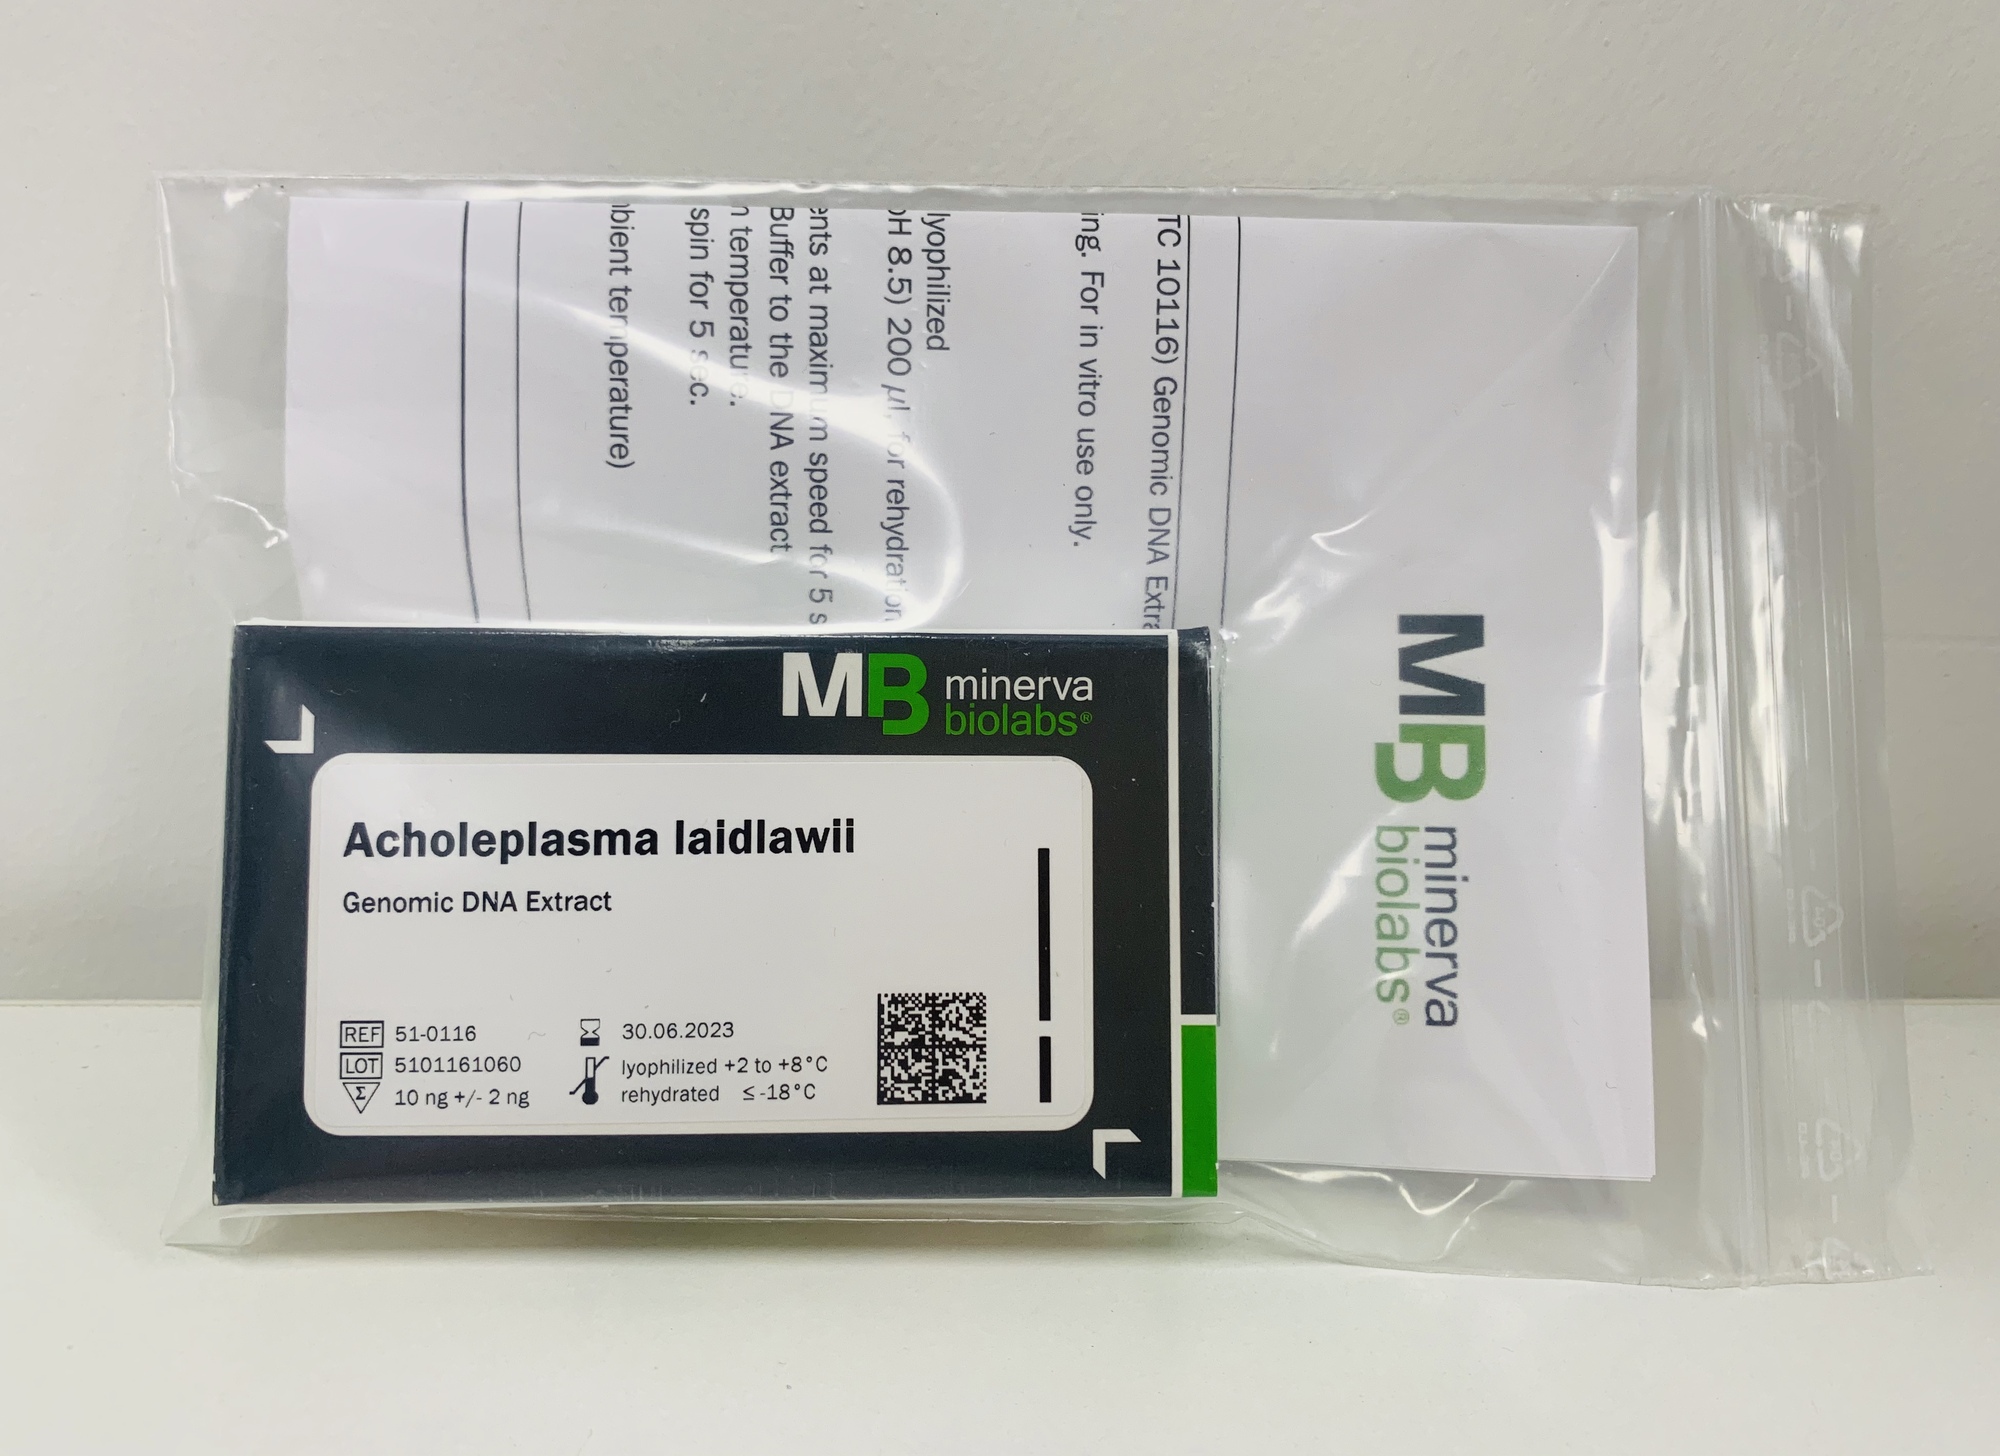 TC 10116) Genomic DNA Extra
ing. For in vitro use only.
lyophilized
pH 8.5) 200 µl, for rehydration
ents at maximum speed for 5 s
Buffer to the DNA extract
n temperature.
spin for 5 sec.
bient temperature)
MB minerva
biolabs®
MB minerva
biolabs®
Acholeplasma laidlawii
Genomic DNA Extract
REF 51-0116
LOT 5101161060
Σ 10 ng +/- 2 ng
30.06.2023
lyophilized +2 to +8°C
rehydrated ≤ -18°C